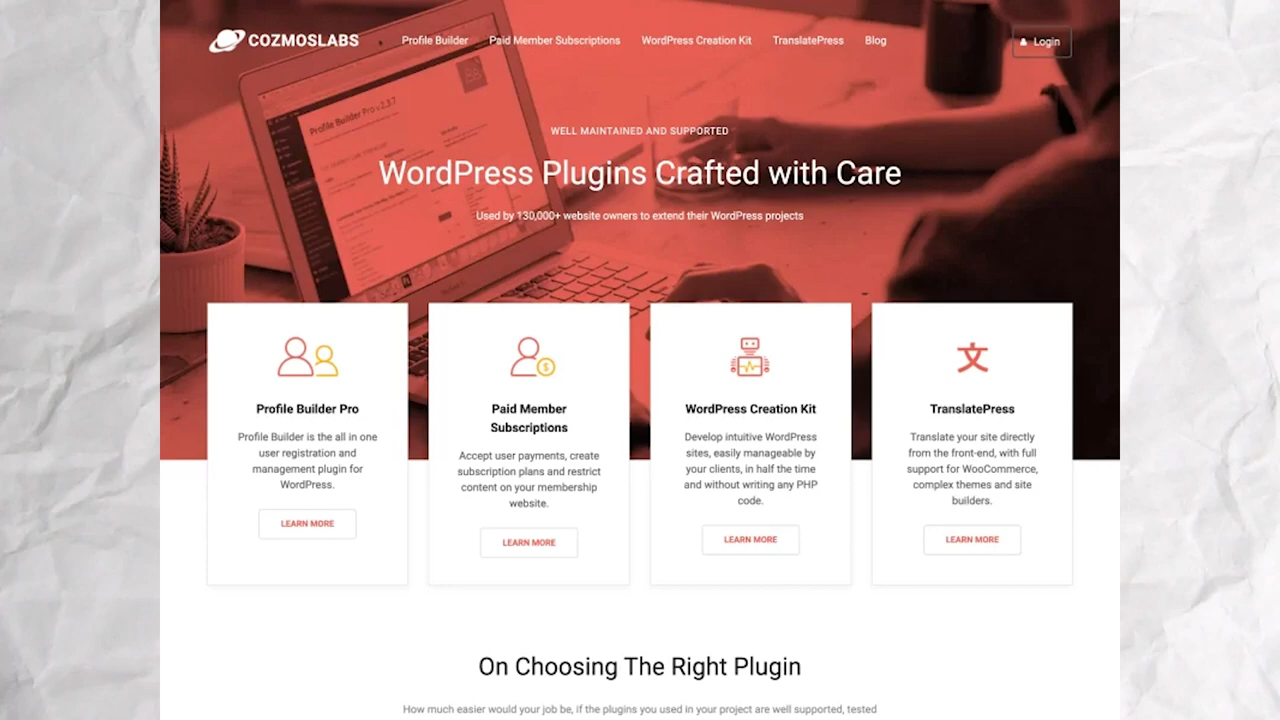 COZMOSLABS
Profile Builder
Paid Member Subscriptions
WordPress Creation Kit
TranslatePress
Blog
Login
Profile Builder Pro v 2.3.7
WELL MAINTAINED AND SUPPORTED
WordPress Plugins Crafted with Care
Used by 130,000+ website owners to extend their WordPress projects
Profile Builder Pro
Profile Builder is the all in one
user registration and
management plugin for
WordPress.
LEARN MORE
Paid Member
Subscriptions
Accept user payments, create
subscription plans and restrict
content on your membership
website.
LEARN MORE
WordPress Creation Kit
Develop intuitive WordPress
sites, easily manageable by
your clients, in half the time
and without writing any PHP
code.
LEARN MORE
文
TranslatePress
Translate your site directly
from the front-end, with full
support for WooCommerce,
complex themes and site
builders.
LEARN MORE
On Choosing The Right Plugin
How much easier would your job be, if the plugins you used in your project are well supported, tested